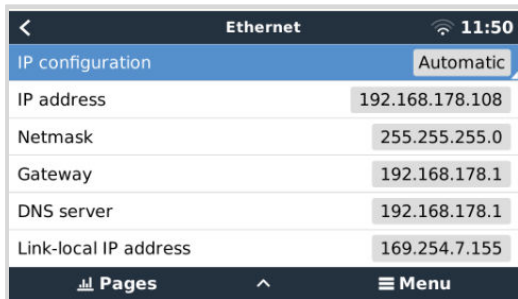 Ethernet 11:50
IP configuration Automatic
IP address 192.168.178.108
Netmask 255.255.255.0
Gateway 192.168.178.1
DNS server 192.168.178.1
Link-local IP address 169.254.7.155
Pages Menu